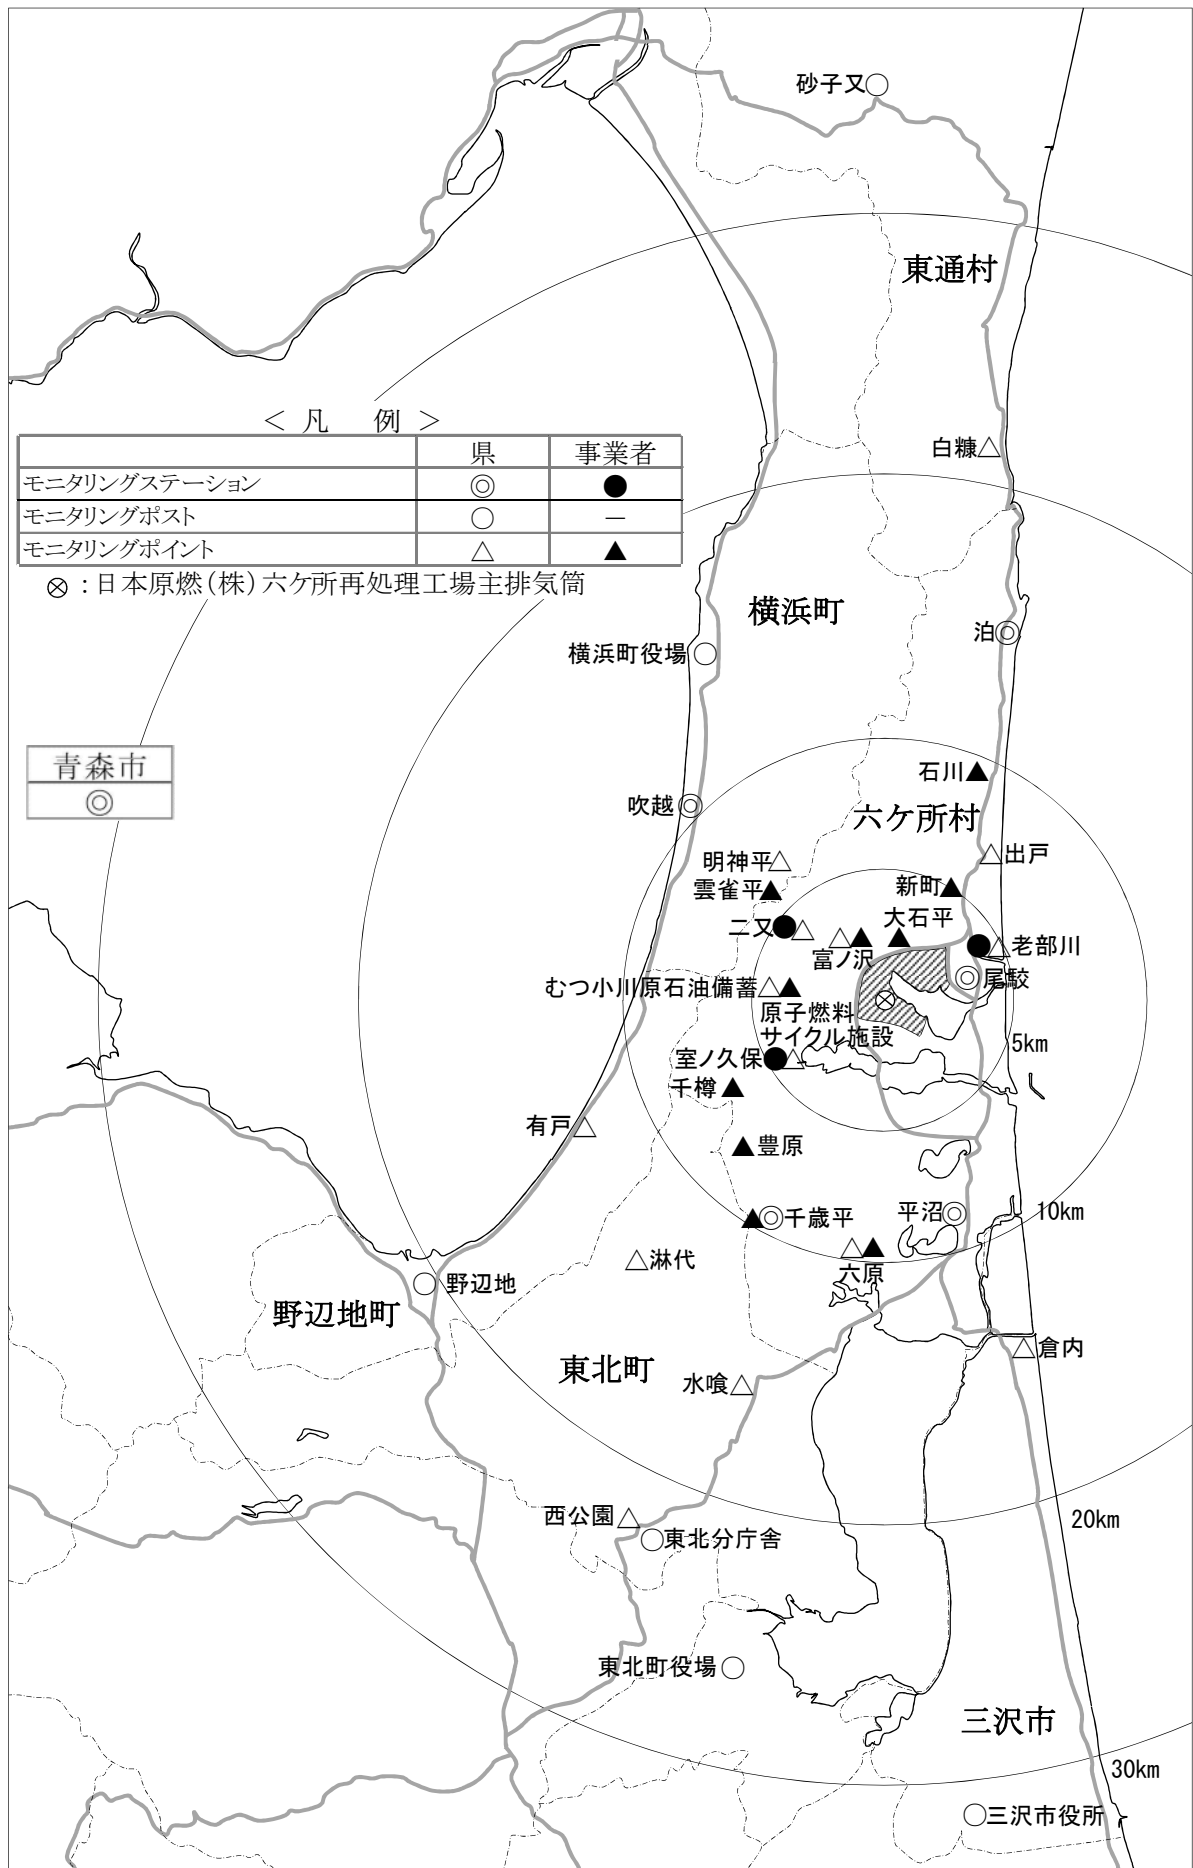 砂子又
東通村
< 凡 例 >
県 事業者
モニタリングステーション ◎ ●
モニタリングポスト ○ −
モニタリングポイント △ ▲
⊗ : 日本原燃(株)六ケ所再処理工場主排気筒
白糠
横浜町
泊
横浜町役場
青森市
◎
石川
吹越
六ケ所村
出戸
明神平
雲雀平
新町
大石平
二又
富ノ沢
老部川
尾駮
むつ小川原石油備蓄
原子燃料
サイクル施設
5km
室ノ久保
千樽
有戸
豊原
千歳平
平沼
10km
淋代
六原
野辺地
野辺地町
倉内
東北町
水喰
西公園
20km
東北分庁舎
東北町役場
三沢市
30km
三沢市役所